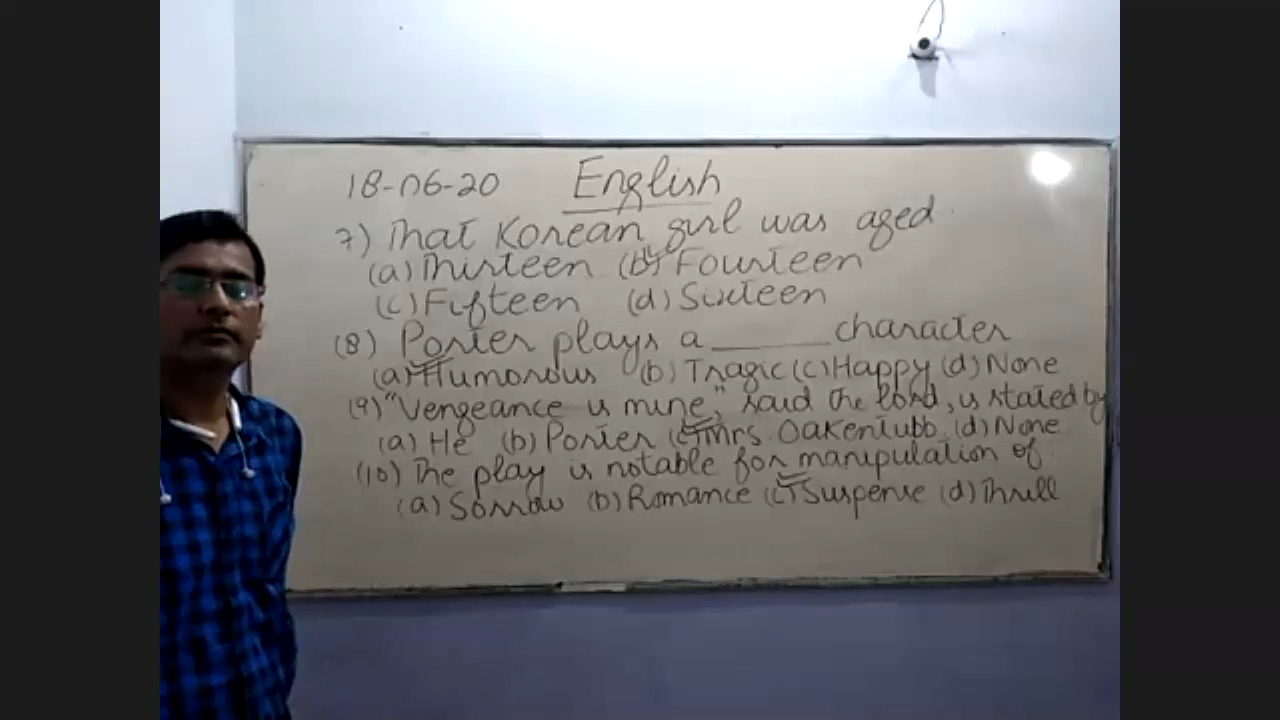 18-06-20 English
7) That Korean girl was aged
(a) Thirteen (b) Fourteen
(c) Fifteen (d) Sixteen
(8) Porter plays a ______ character
(a) Humorous (b) Tragic (c) Happy (d) None
(9) "Vengeance is mine," said the lord, is stated by
(a) He (b) Porter (c) Mrs. Oakentubb (d) None
(10) The play is notable for manipulation of
(a) Sorrow (b) Romance (c) Suspense (d) Thrill